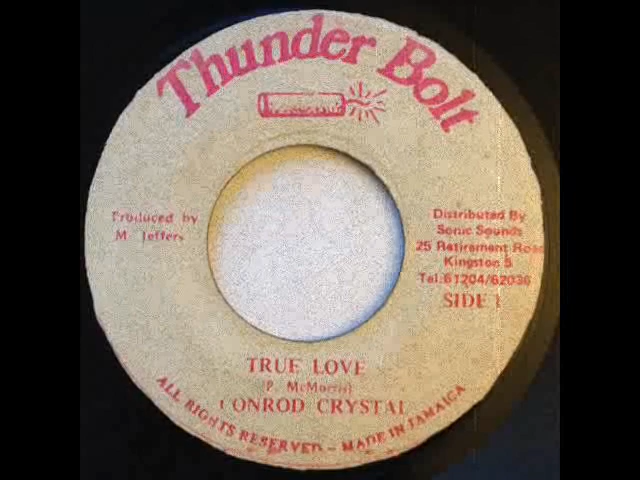 Thunder Bolt
Produced by
M. Jeffers
Distributed By
Sonic Sounds
25 Retirement Road
Kingston 5
Tel:61204/62036
SIDE 1
TRUE LOVE
(P. McMorris)
CONROD CRYSTAL
ALL RIGHTS RESERVED – MADE IN JAMAICA